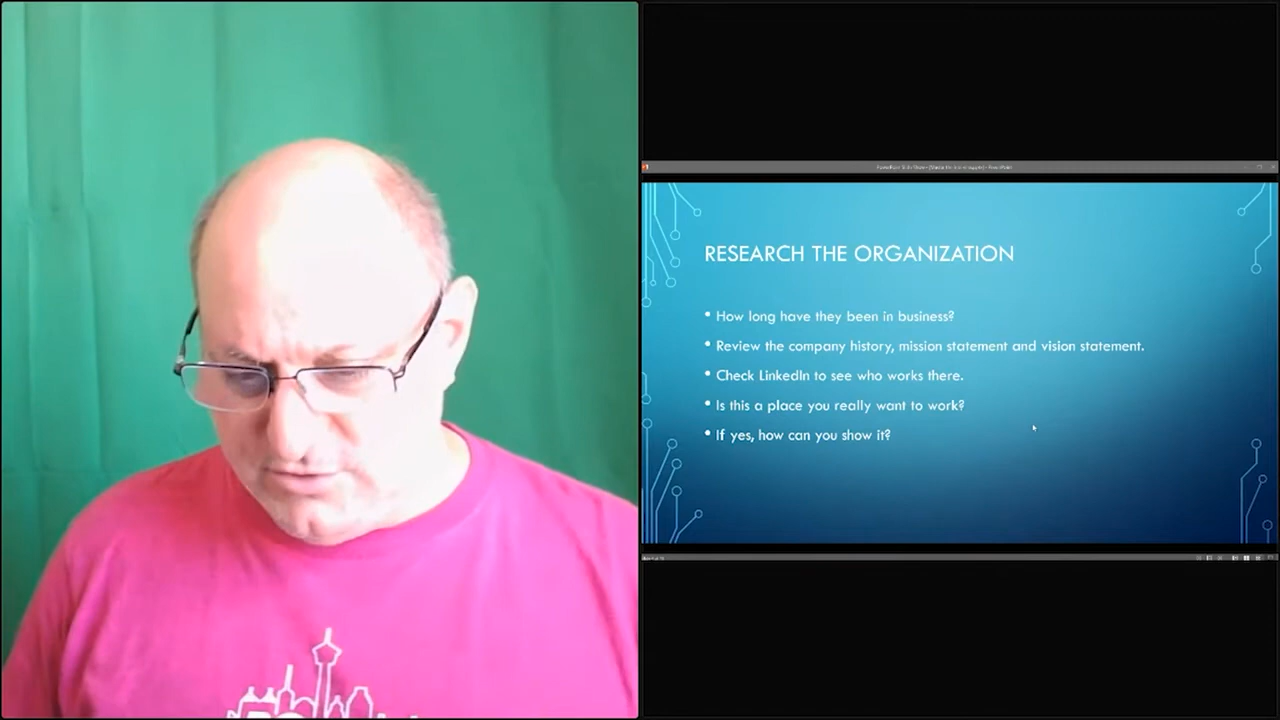 RESEARCH THE ORGANIZATION
• How long have they been in business?
• Review the company history, mission statement and vision statement.
• Check LinkedIn to see who works there.
• Is this a place you really want to work?
• If yes, how can you show it?